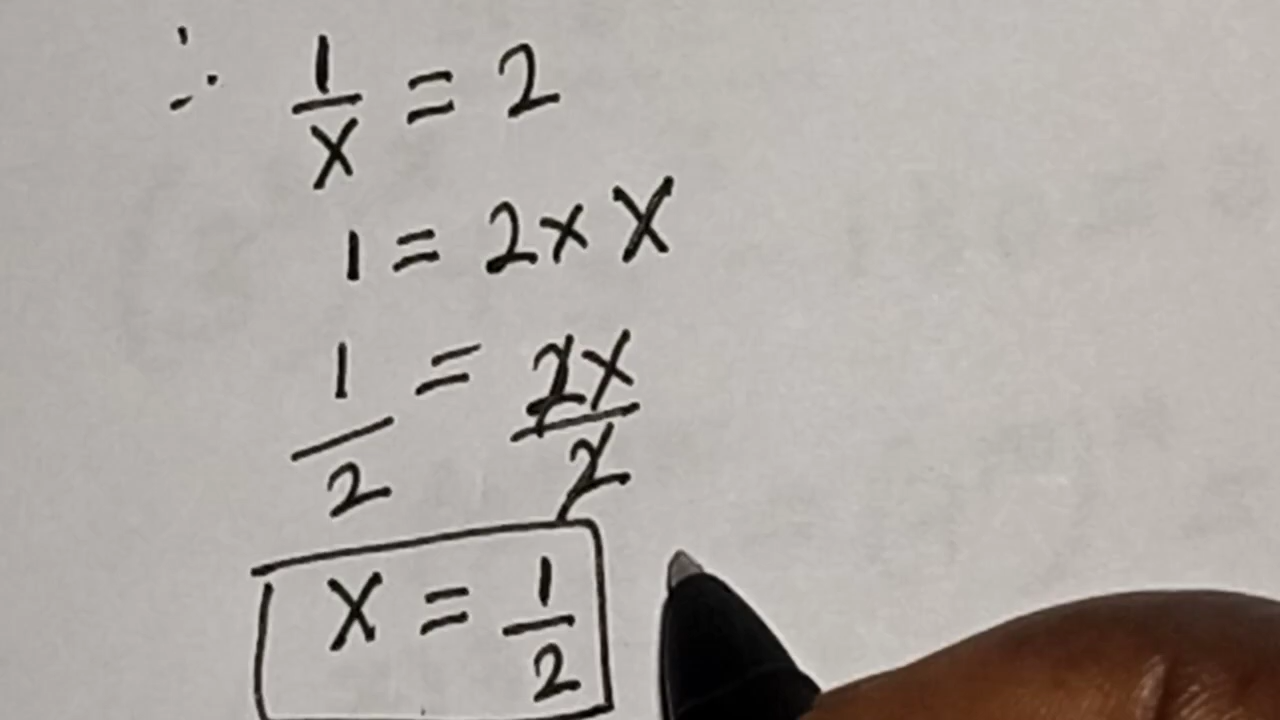 ∴ 1/x = 2
1 = 2 × x
1/2 = 2x/2
x = 1/2